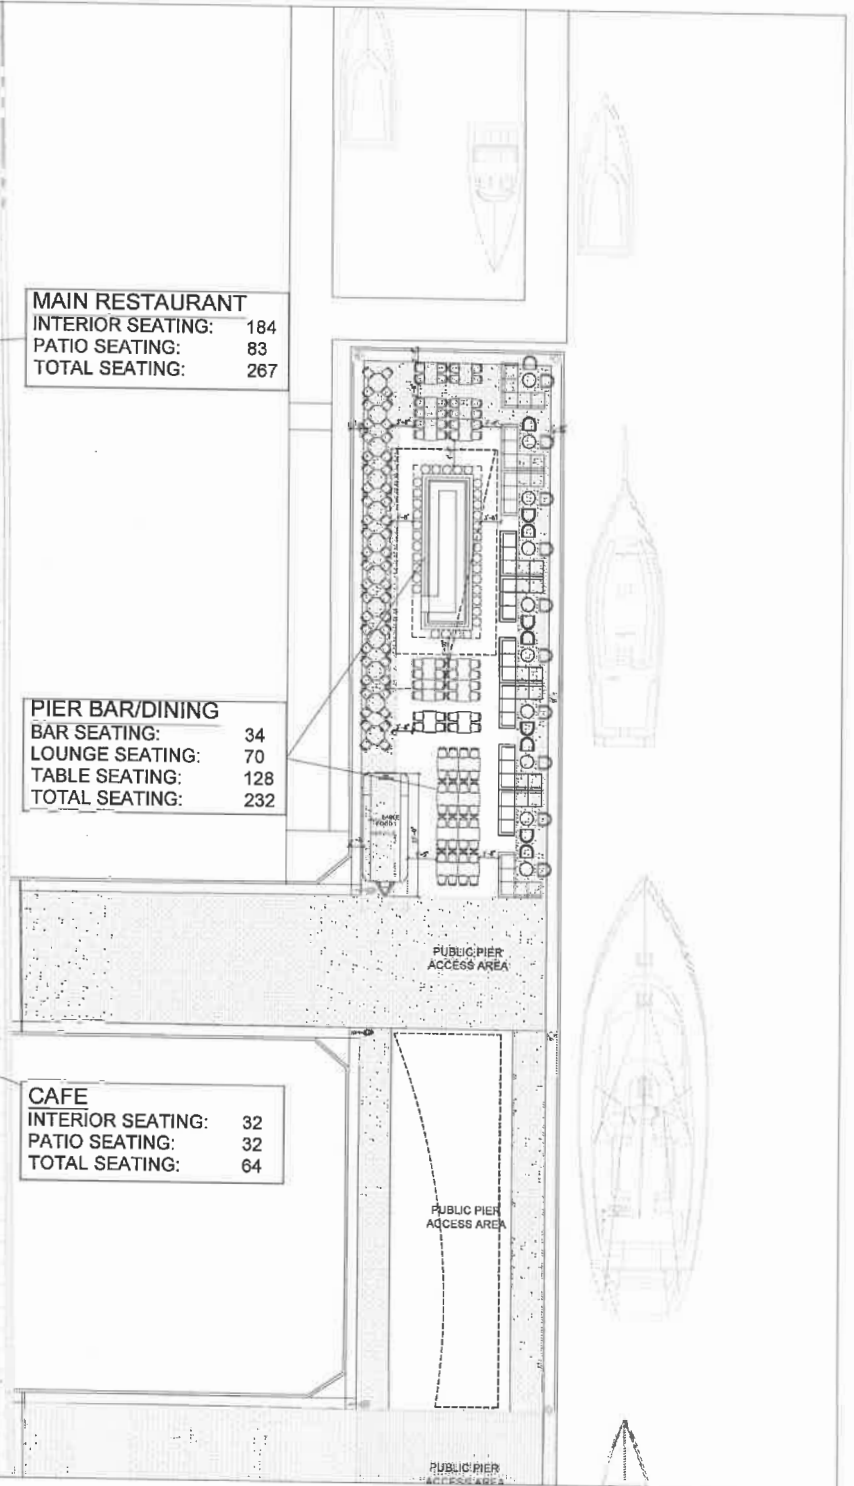 MAIN RESTAURANT
INTERIOR SEATING: 184
PATIO SEATING: 83
TOTAL SEATING: 267
PIER BAR/DINING
BAR SEATING: 34
LOUNGE SEATING: 70
TABLE SEATING: 128
TOTAL SEATING: 232
PUBLIC PIER
ACCESS AREA
CAFE
INTERIOR SEATING: 32
PATIO SEATING: 32
TOTAL SEATING: 64
PUBLIC PIER
ACCESS AREA
PUBLIC PIER
ACCESS AREA